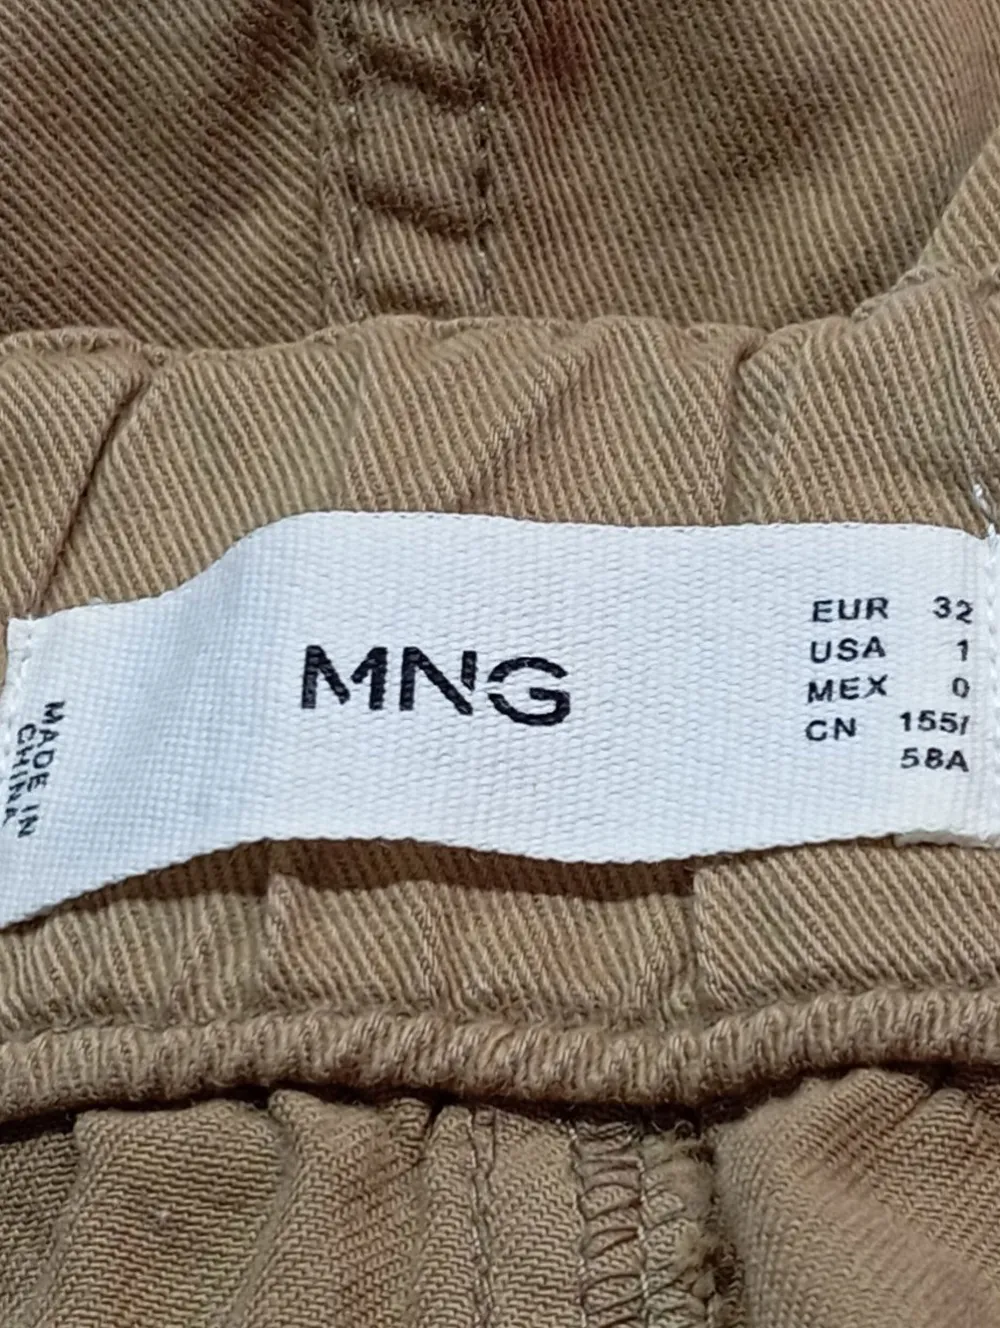 MNG
EUR 32
USA 1
MEX 0
CN 155/
58A
MADE IN
CHINA